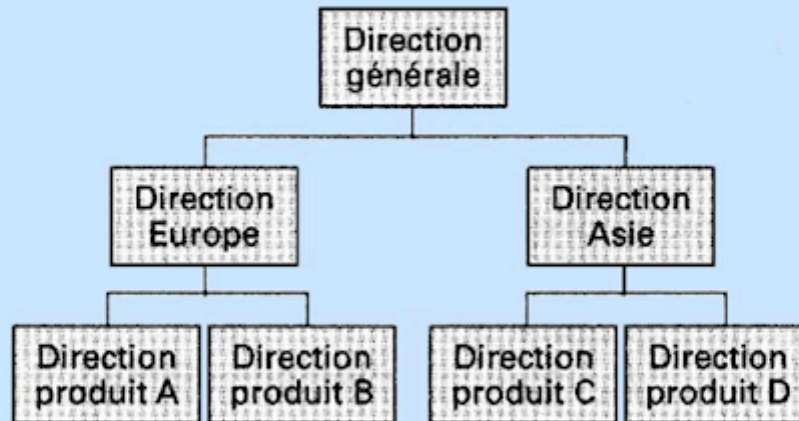 Direction
générale
Direction
Europe
Direction
Asie
Direction
produit A
Direction
produit B
Direction
produit C
Direction
produit D